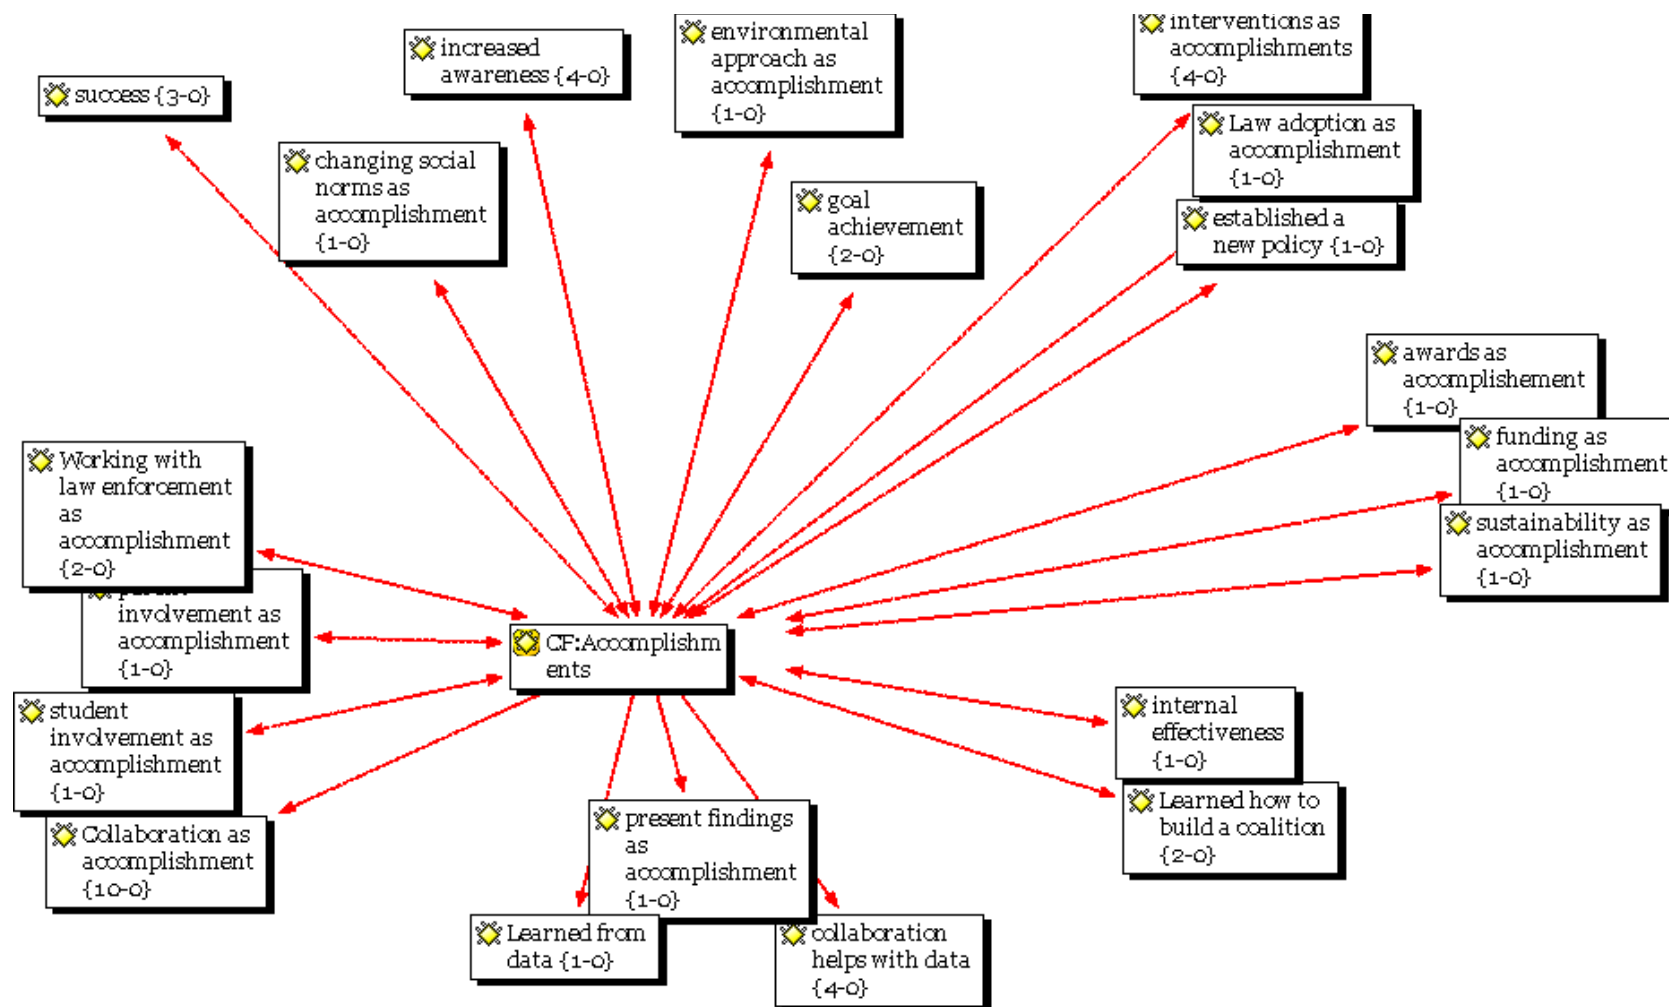 interventions as
accomplishments
{4-0}
environmental
approach as
accomplishment
{1-0}
increased
awareness {4-0}
success {3-0}
Law adoption as
accomplishment
{1-0}
changing social
norms as
accomplishment
{1-0}
goal
achievement
{2-0}
established a
new policy {1-0}
awards as
accomplishement
{1-0}
funding as
accomplishment
{1-0}
sustainability as
accomplishment
{1-0}
Working with
law enforcement
as
accomplishment
{2-0}
involvement as
accomplishment
{1-0}
CF:Accomplishm
ents
student
involvement as
accomplishment
{1-0}
internal
effectiveness
{1-0}
Learned how to
build a coalition
{2-0}
Collaboration as
accomplishment
{10-0}
present findings
as
accomplishment
{1-0}
Learned from
data {1-0}
collaboration
helps with data
{4-0}